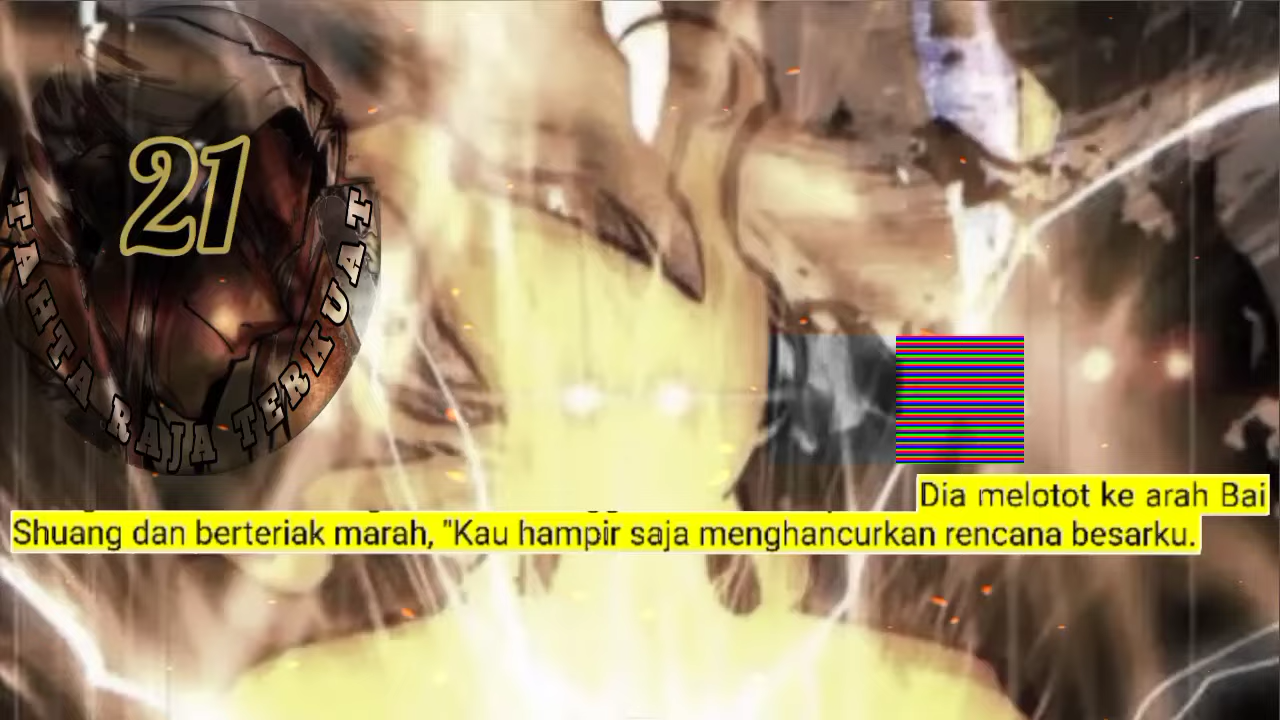 21
TAHTA RAJA TERKUAT
Dia melotot ke arah Bai
Shuang dan berteriak marah, "Kau hampir saja menghancurkan rencana besarku.